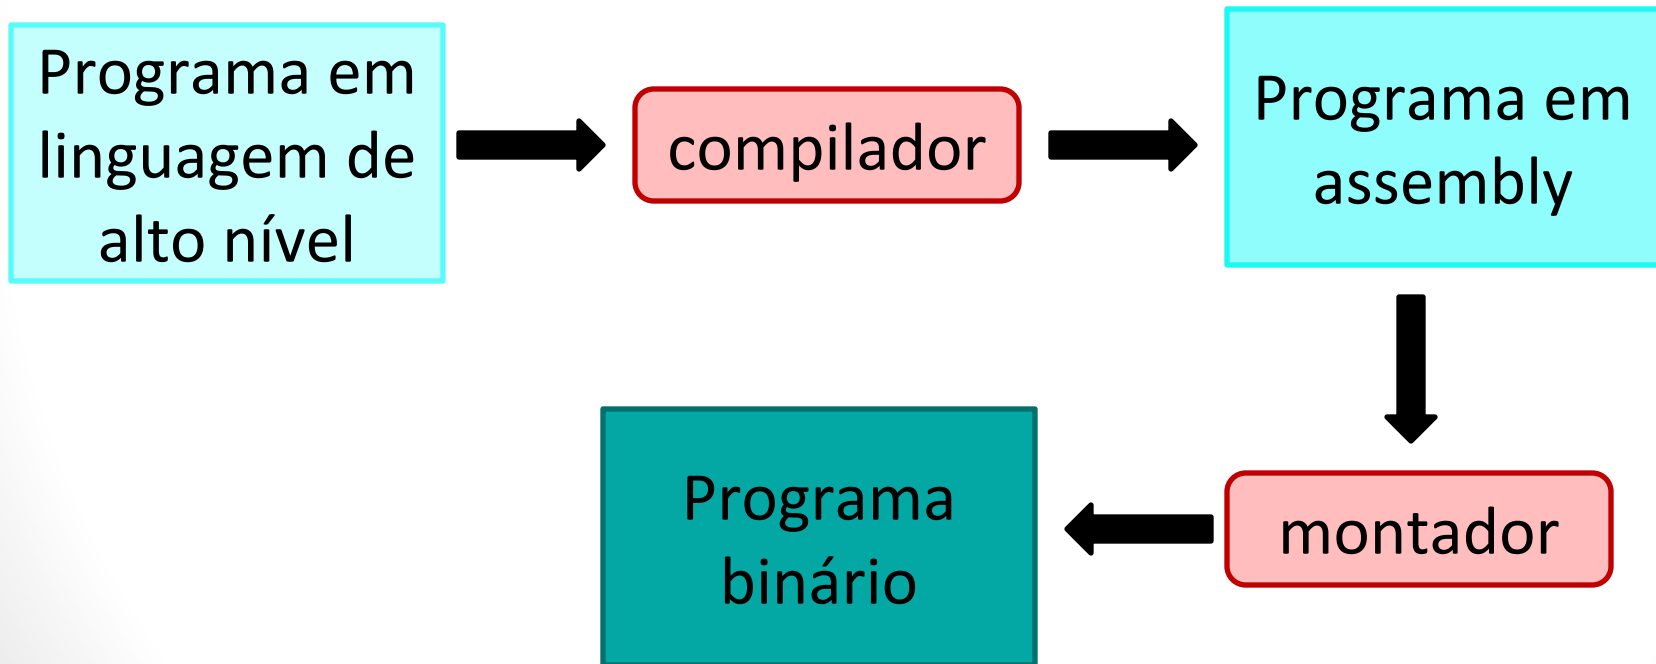 Programa em
linguagem de
alto nível
compilador
Programa em
assembly
montador
Programa
binário